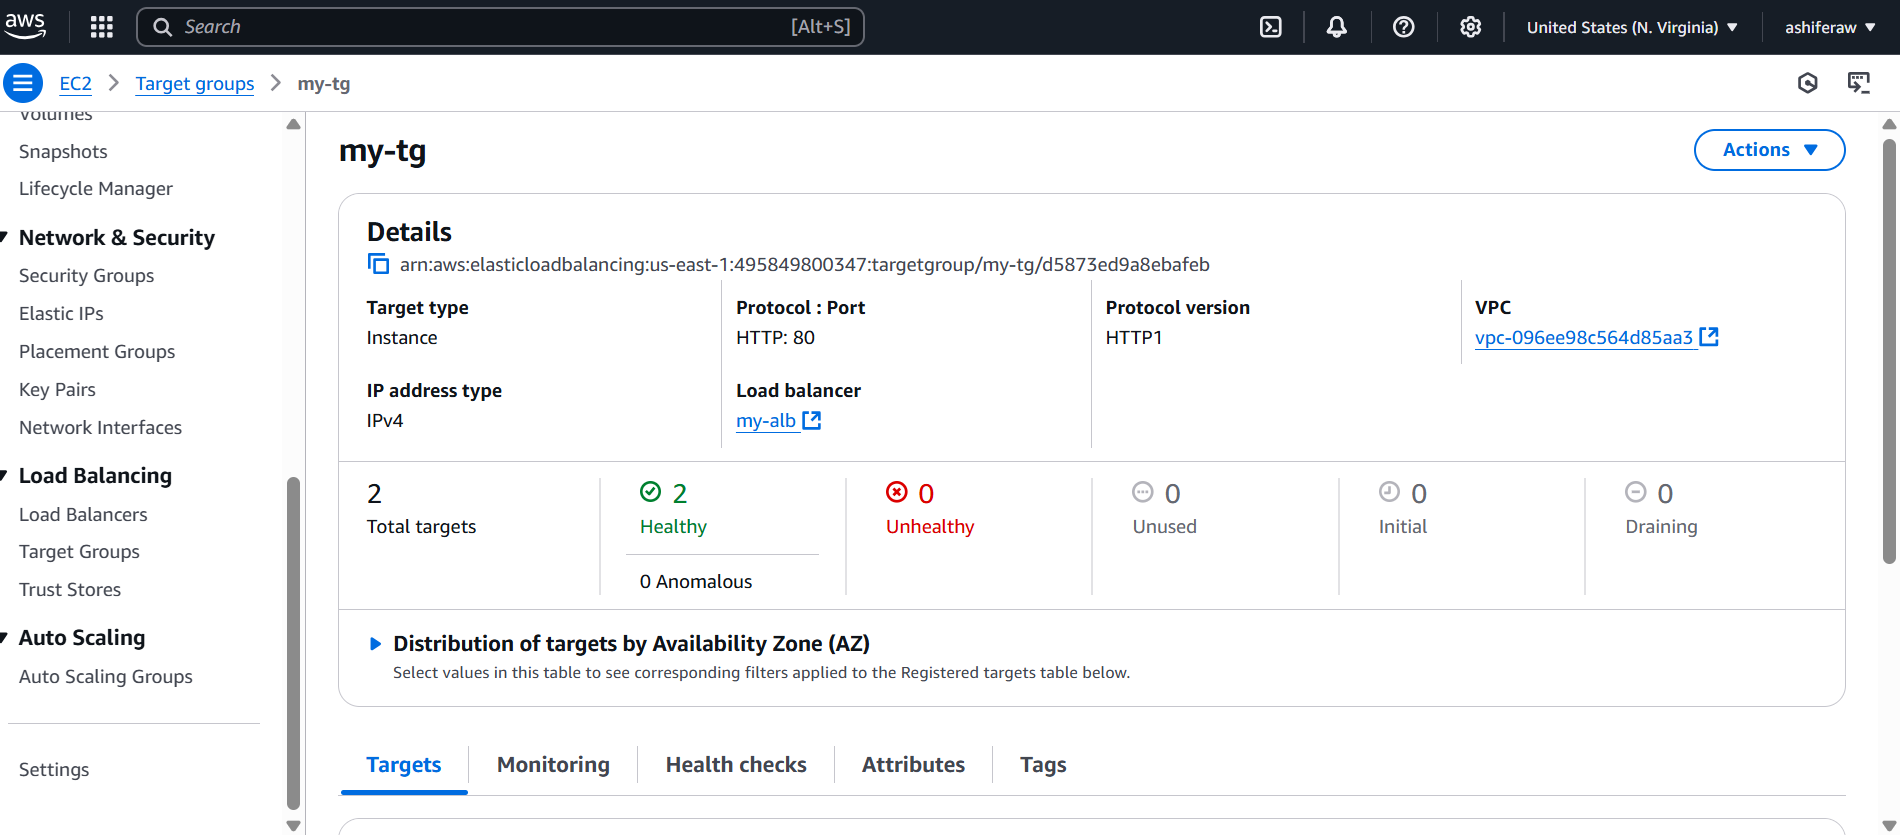 aws
Search [Alt+S]
United States (N. Virginia)
ashiferaw
EC2
Target groups
my-tg
Volumes
Snapshots
Lifecycle Manager
Network & Security
Security Groups
Elastic IPs
Placement Groups
Key Pairs
Network Interfaces
Load Balancing
Load Balancers
Target Groups
Trust Stores
Auto Scaling
Auto Scaling Groups
Settings
my-tg
Actions
Details
arn:aws:elasticloadbalancing:us-east-1:495849800347:targetgroup/my-tg/d5873ed9a8ebafeb
Target type
Instance
Protocol : Port
HTTP: 80
Protocol version
HTTP1
VPC
vpc-096ee98c564d85aa3
IP address type
IPv4
Load balancer
my-alb
2
Total targets
2
Healthy
0 Anomalous
0
Unhealthy
0
Unused
0
Initial
0
Draining
Distribution of targets by Availability Zone (AZ)
Select values in this table to see corresponding filters applied to the Registered targets table below.
Targets
Monitoring
Health checks
Attributes
Tags